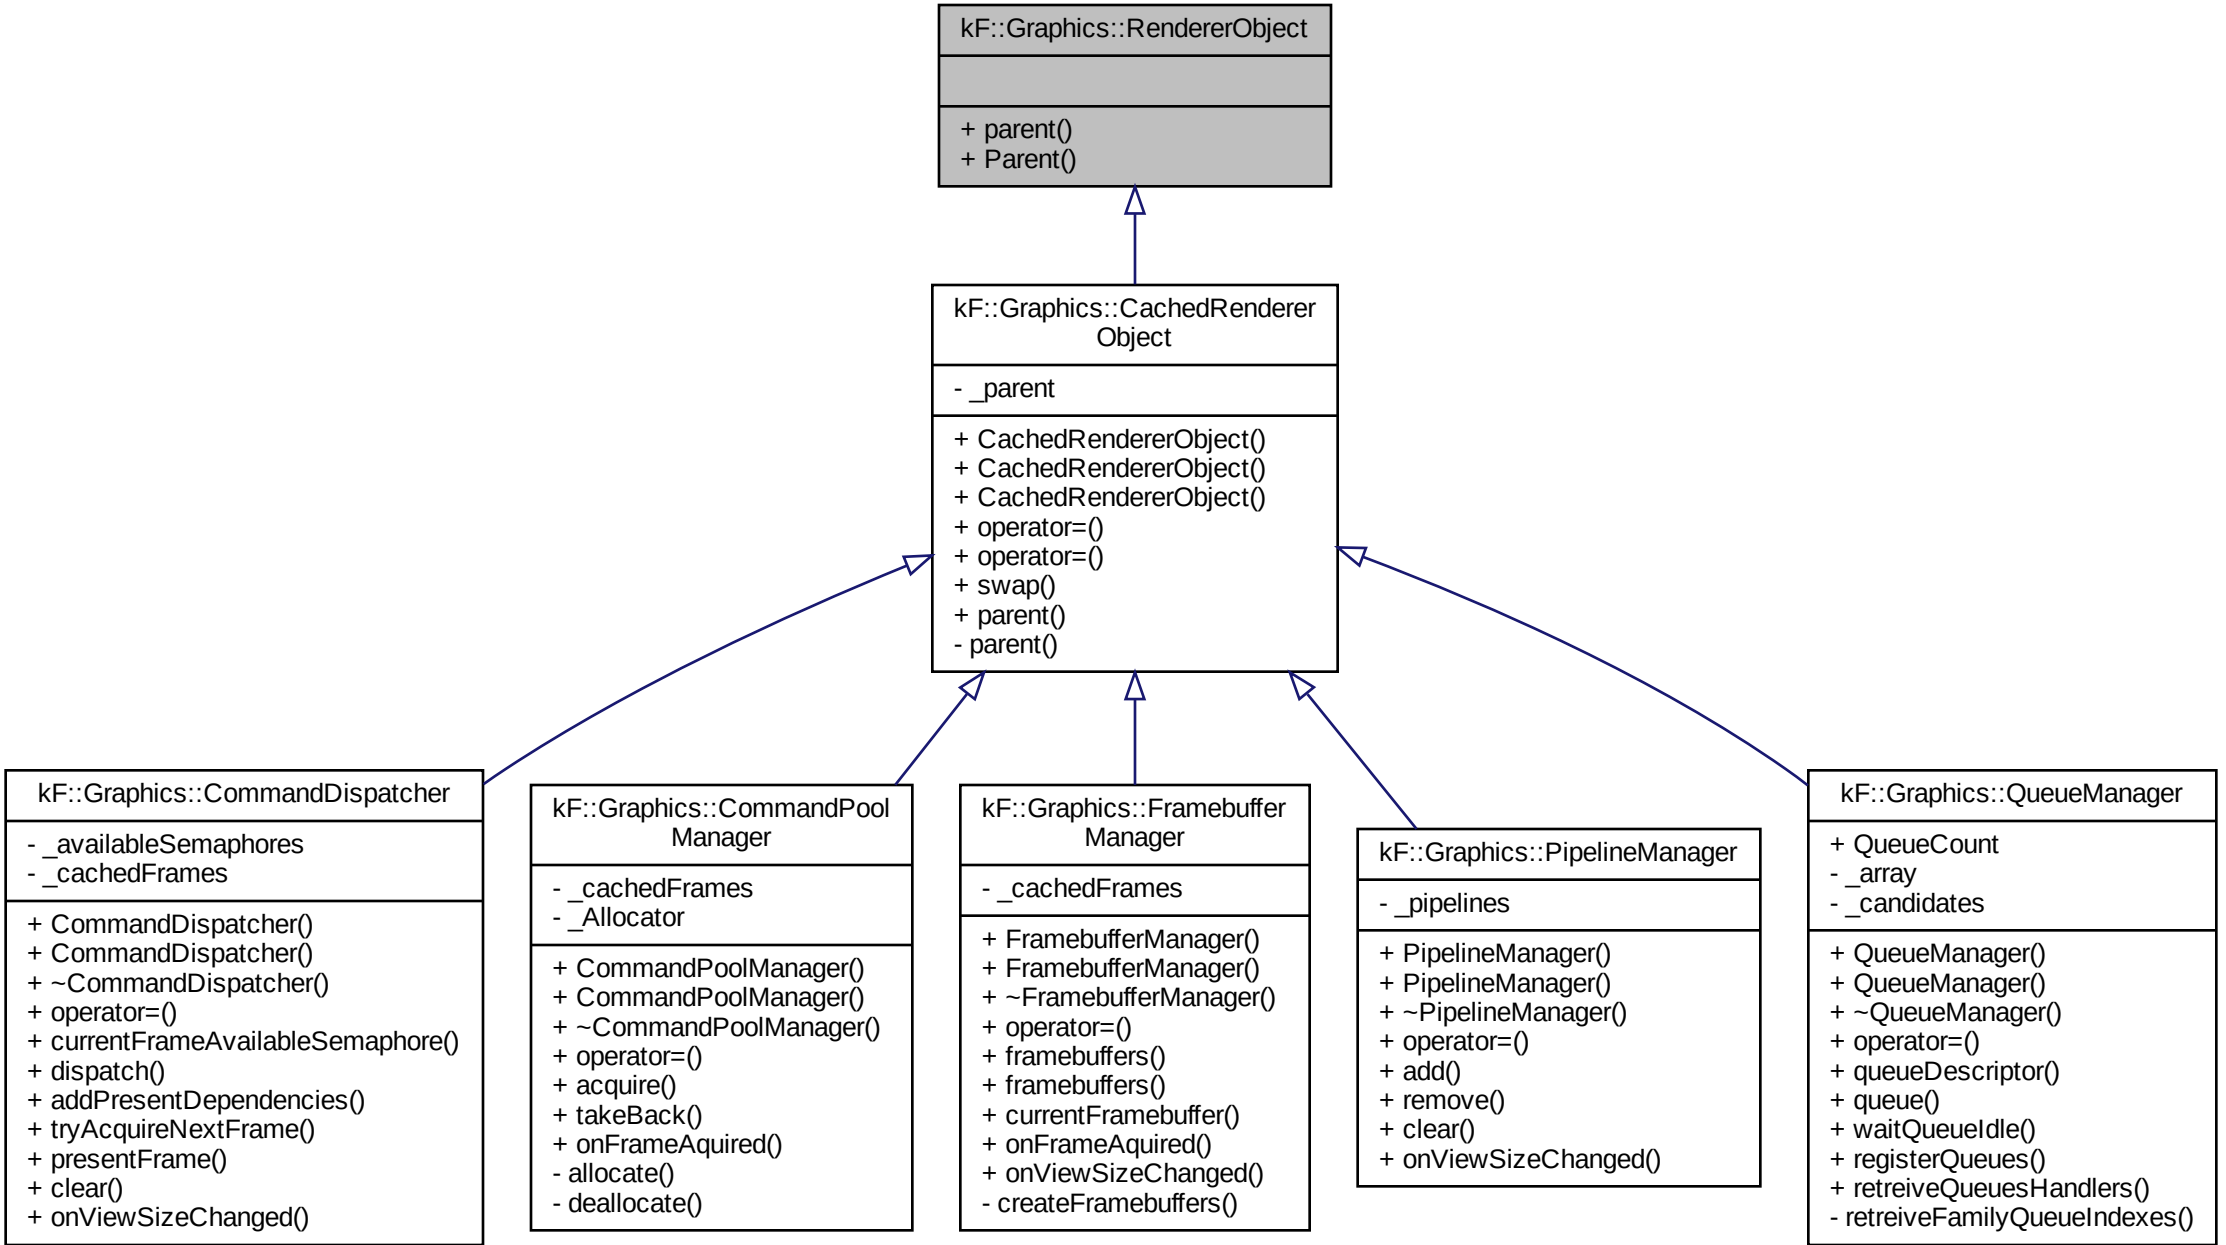 kF::Graphics::RendererObject
+ parent()
+ Parent()
kF::Graphics::CachedRenderer
Object
- _parent
+ CachedRendererObject()
+ CachedRendererObject()
+ CachedRendererObject()
+ operator=()
+ operator=()
+ swap()
+ parent()
- parent()
kF::Graphics::CommandDispatcher
- _availableSemaphores
- _cachedFrames
+ CommandDispatcher()
+ CommandDispatcher()
+ ~CommandDispatcher()
+ operator=()
+ currentFrameAvailableSemaphore()
+ dispatch()
+ addPresentDependencies()
+ tryAcquireNextFrame()
+ presentFrame()
+ clear()
+ onViewSizeChanged()
kF::Graphics::CommandPool
Manager
- _cachedFrames
- _Allocator
+ CommandPoolManager()
+ CommandPoolManager()
+ ~CommandPoolManager()
+ operator=()
+ acquire()
+ takeBack()
+ onFrameAquired()
- allocate()
- deallocate()
kF::Graphics::Framebuffer
Manager
- _cachedFrames
+ FramebufferManager()
+ FramebufferManager()
+ ~FramebufferManager()
+ operator=()
+ framebuffers()
+ framebuffers()
+ currentFramebuffer()
+ onFrameAquired()
+ onViewSizeChanged()
- createFramebuffers()
kF::Graphics::PipelineManager
- _pipelines
+ PipelineManager()
+ PipelineManager()
+ ~PipelineManager()
+ operator=()
+ add()
+ remove()
+ clear()
+ onViewSizeChanged()
kF::Graphics::QueueManager
+ QueueCount
- _array
- _candidates
+ QueueManager()
+ QueueManager()
+ ~QueueManager()
+ operator=()
+ queueDescriptor()
+ queue()
+ waitQueueIdle()
+ registerQueues()
+ retreiveQueuesHandlers()
- retreiveFamilyQueueIndexes()